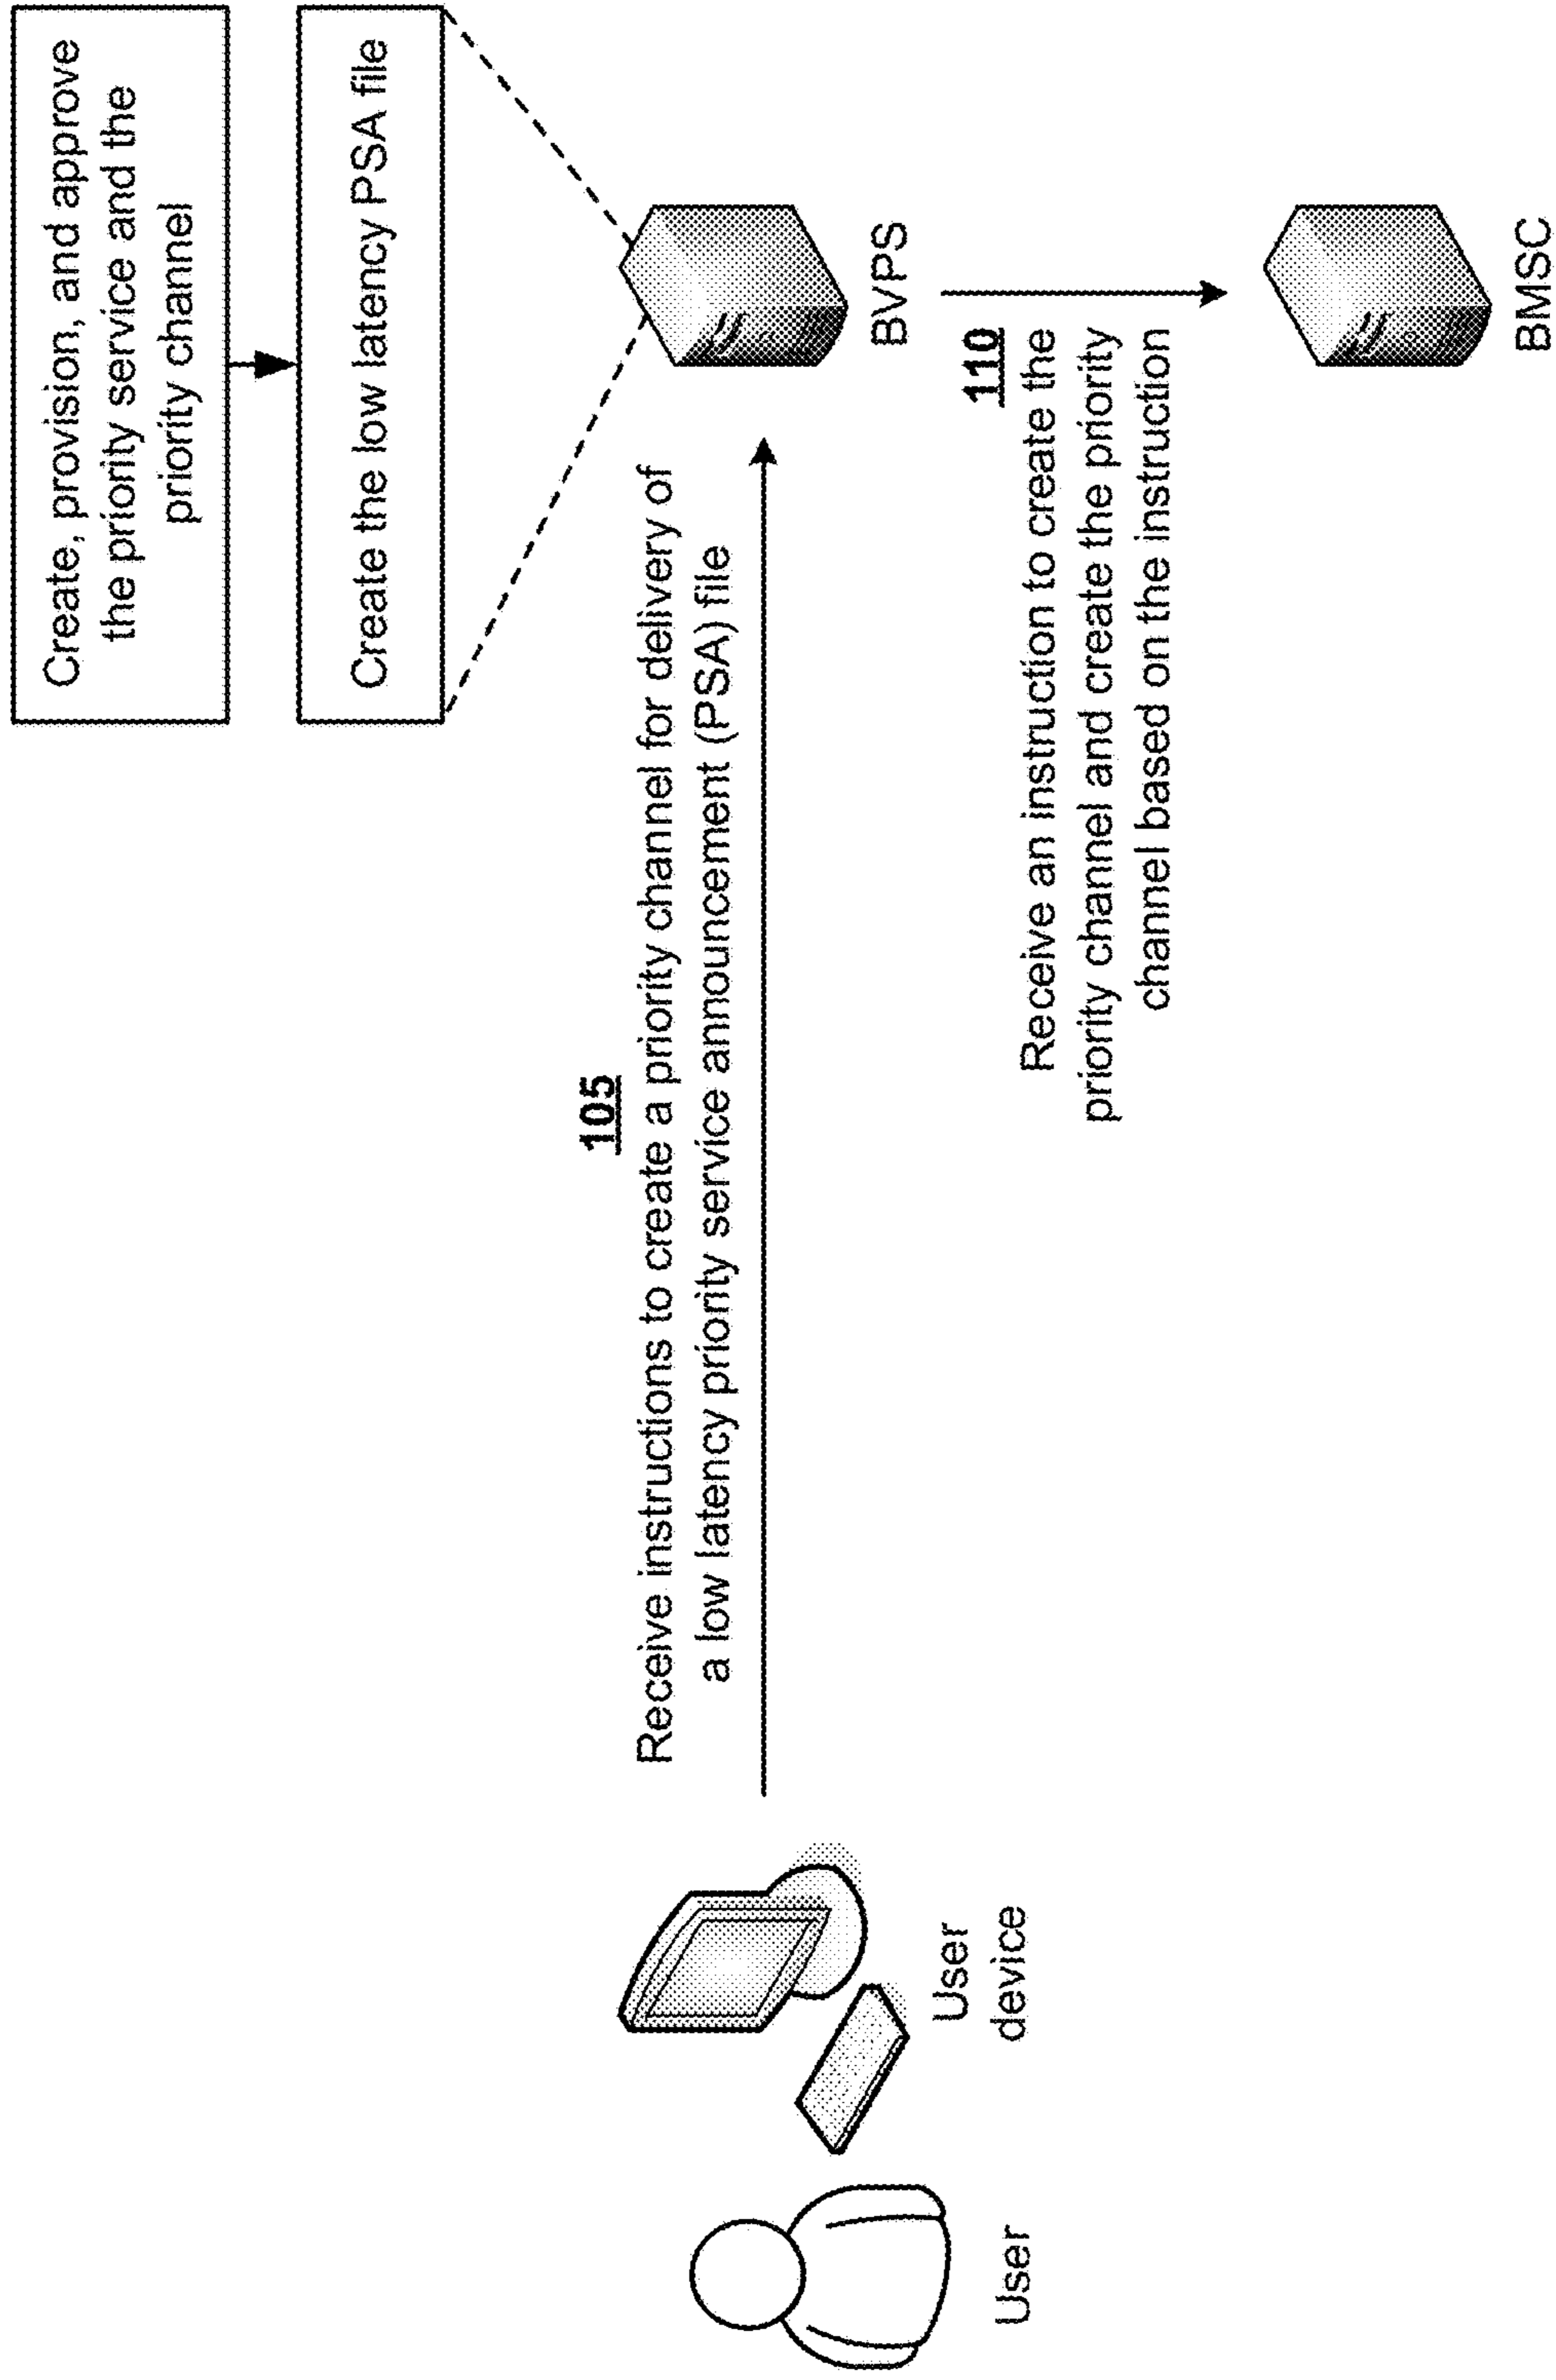 Create, provision, and approve
the priority service and the
priority channel
Create the low latency PSA file
105
Receive instructions to create a priority channel for delivery of
a low latency priority service announcement (PSA) file
User
User
device
BVPS
110
Receive an instruction to create the
priority channel and create the priority
channel based on the instruction
BMSC